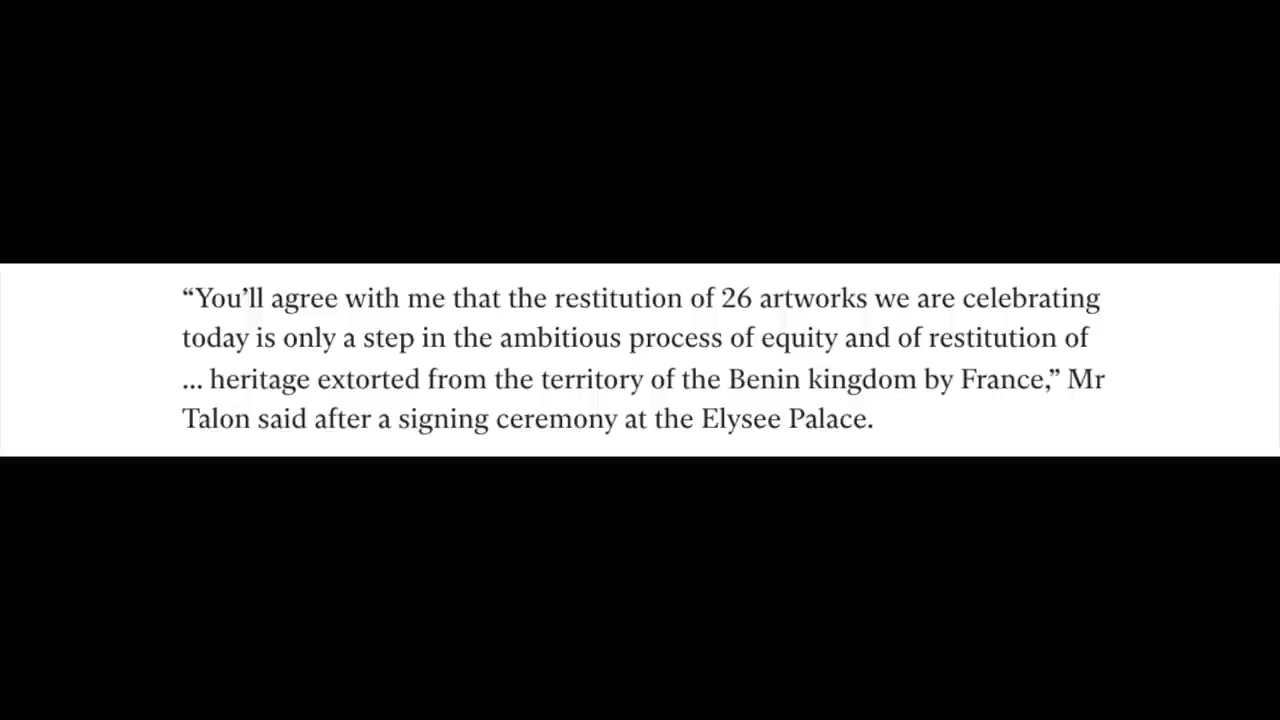 “You’ll agree with me that the restitution of 26 artworks we are celebrating
today is only a step in the ambitious process of equity and of restitution of
... heritage extorted from the territory of the Benin kingdom by France,” Mr
Talon said after a signing ceremony at the Elysee Palace.